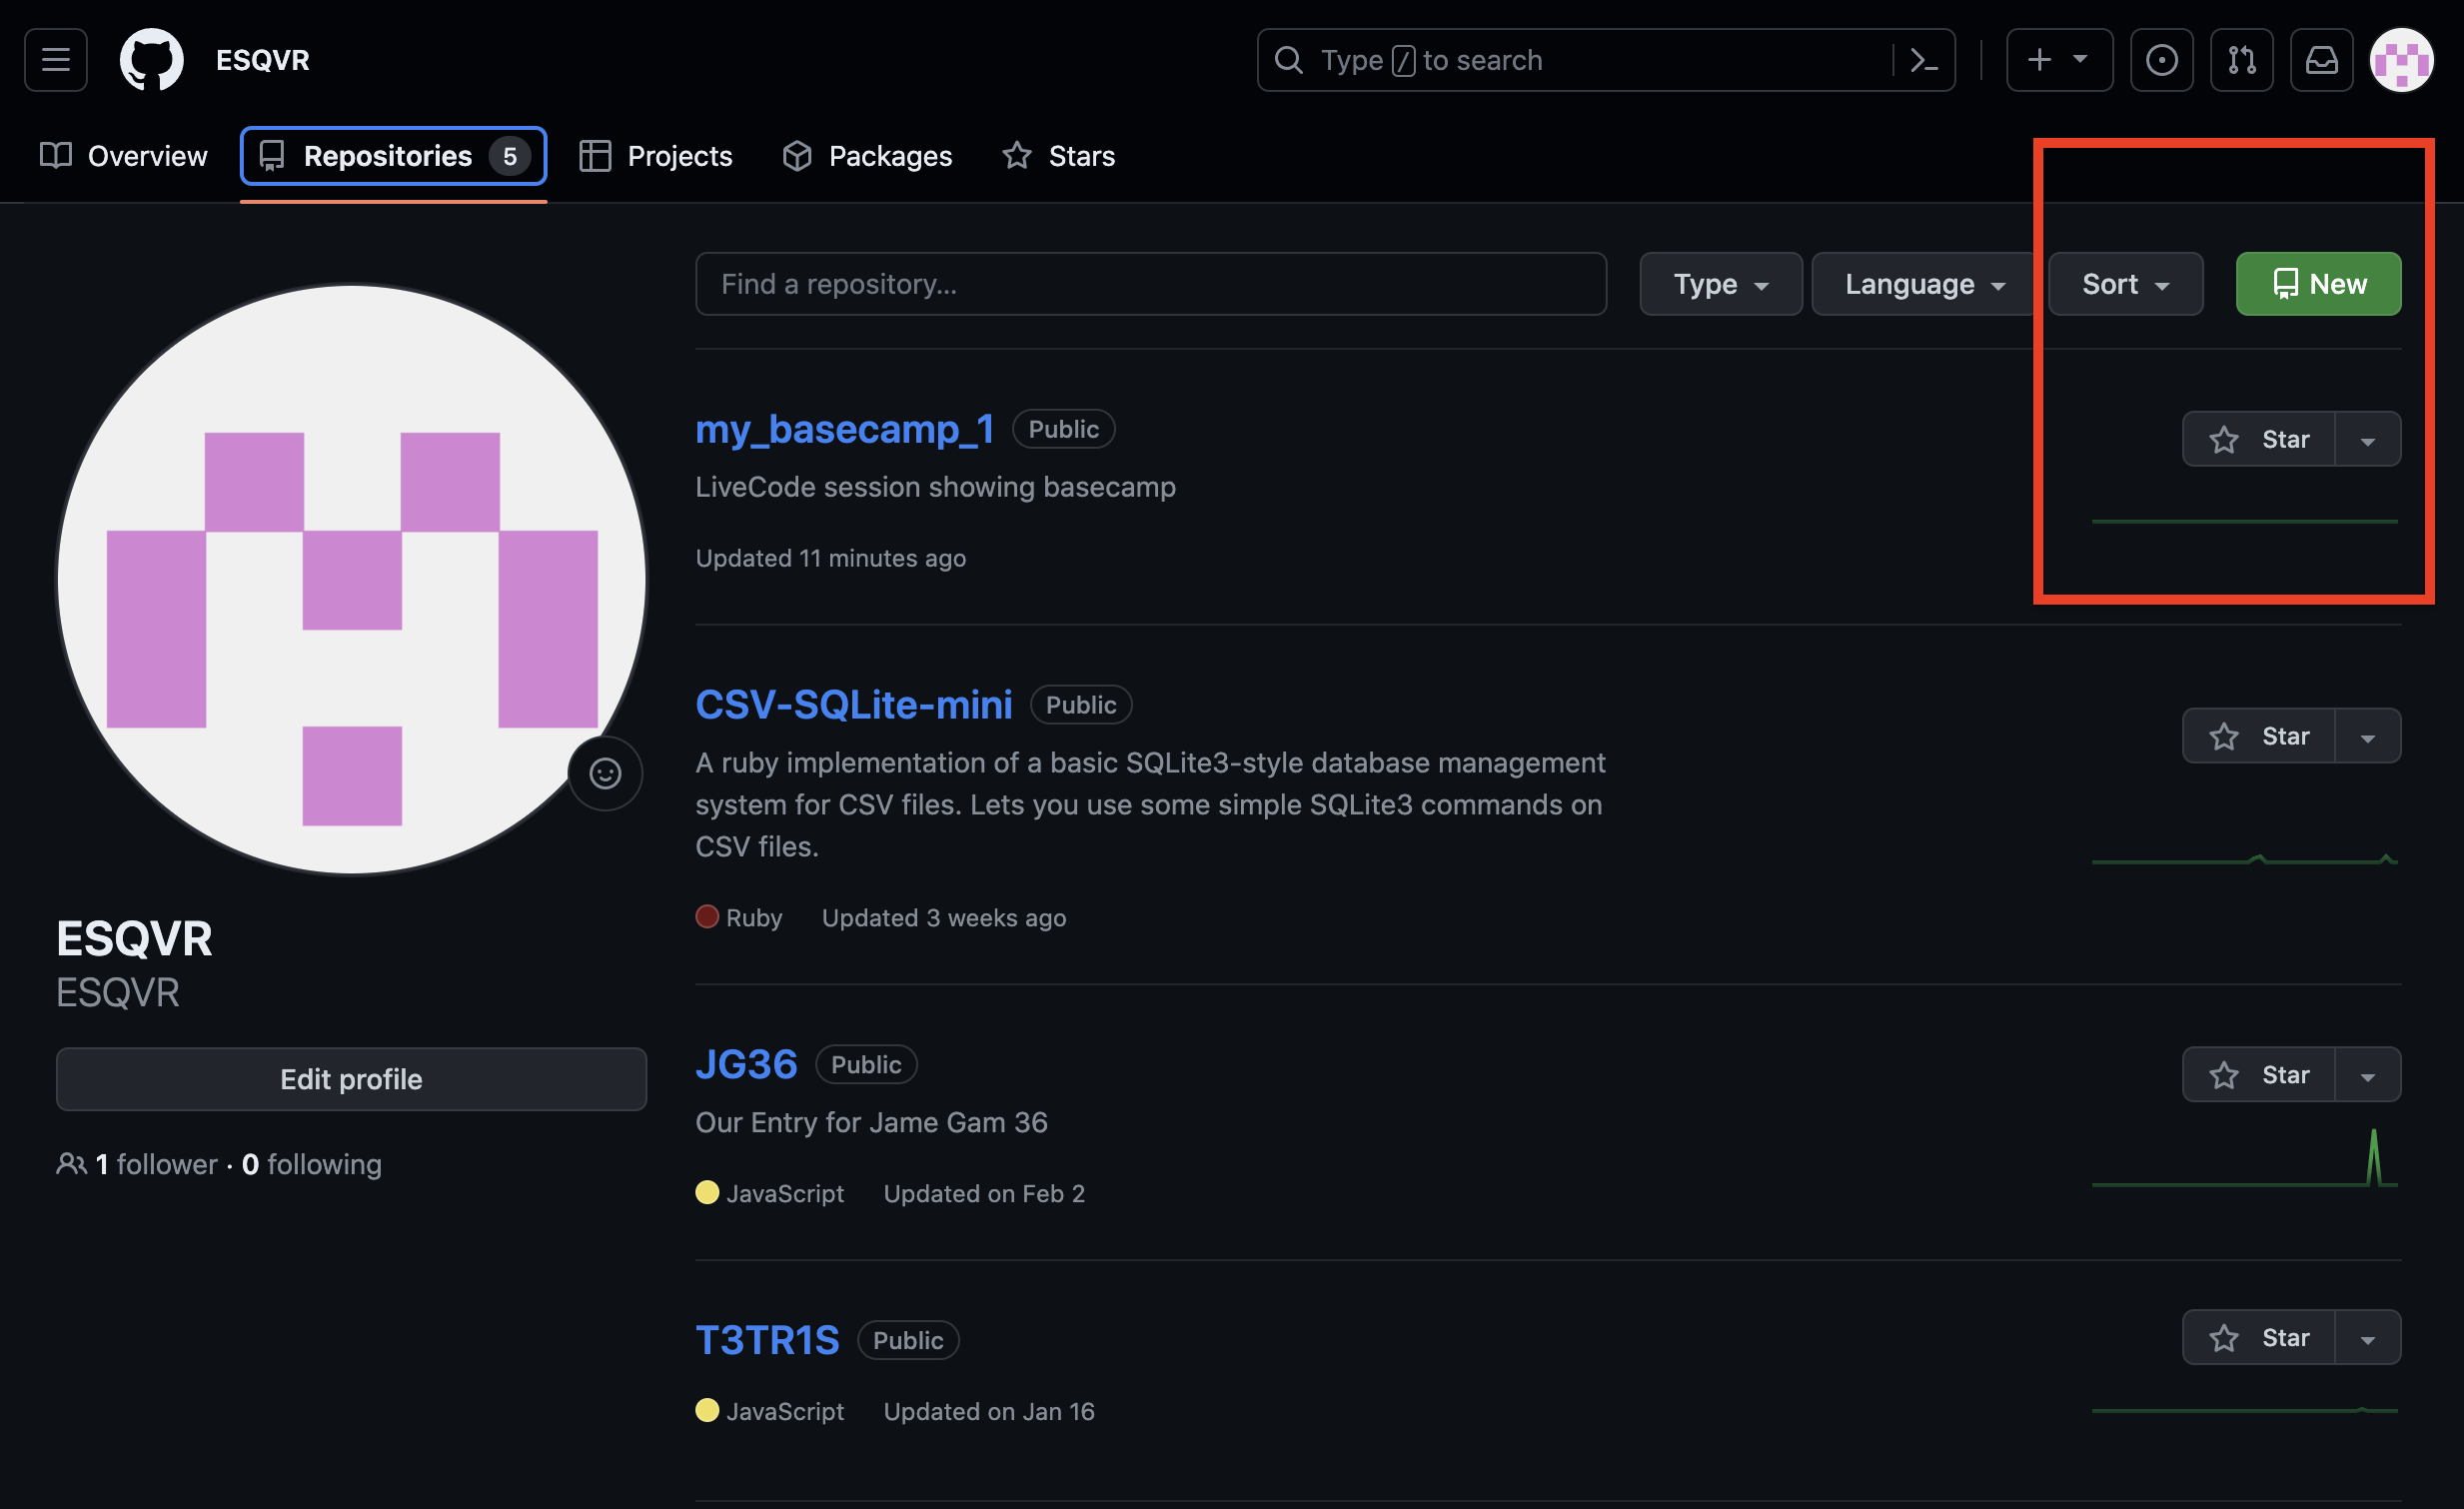 ESQVR
Type / to search
Overview Repositories 5 Projects Packages Stars
Find a repository...
Type Language Sort New
my_basecamp_1 Public
Star
LiveCode session showing basecamp
Updated 11 minutes ago
CSV-SQLite-mini Public
Star
A ruby implementation of a basic SQLite3-style database management
system for CSV files. Lets you use some simple SQLite3 commands on
CSV files.
Ruby Updated 3 weeks ago
ESQVR
ESQVR
Edit profile
1 follower · 0 following
JG36 Public
Star
Our Entry for Jame Gam 36
JavaScript Updated on Feb 2
T3TR1S Public
Star
JavaScript Updated on Jan 16